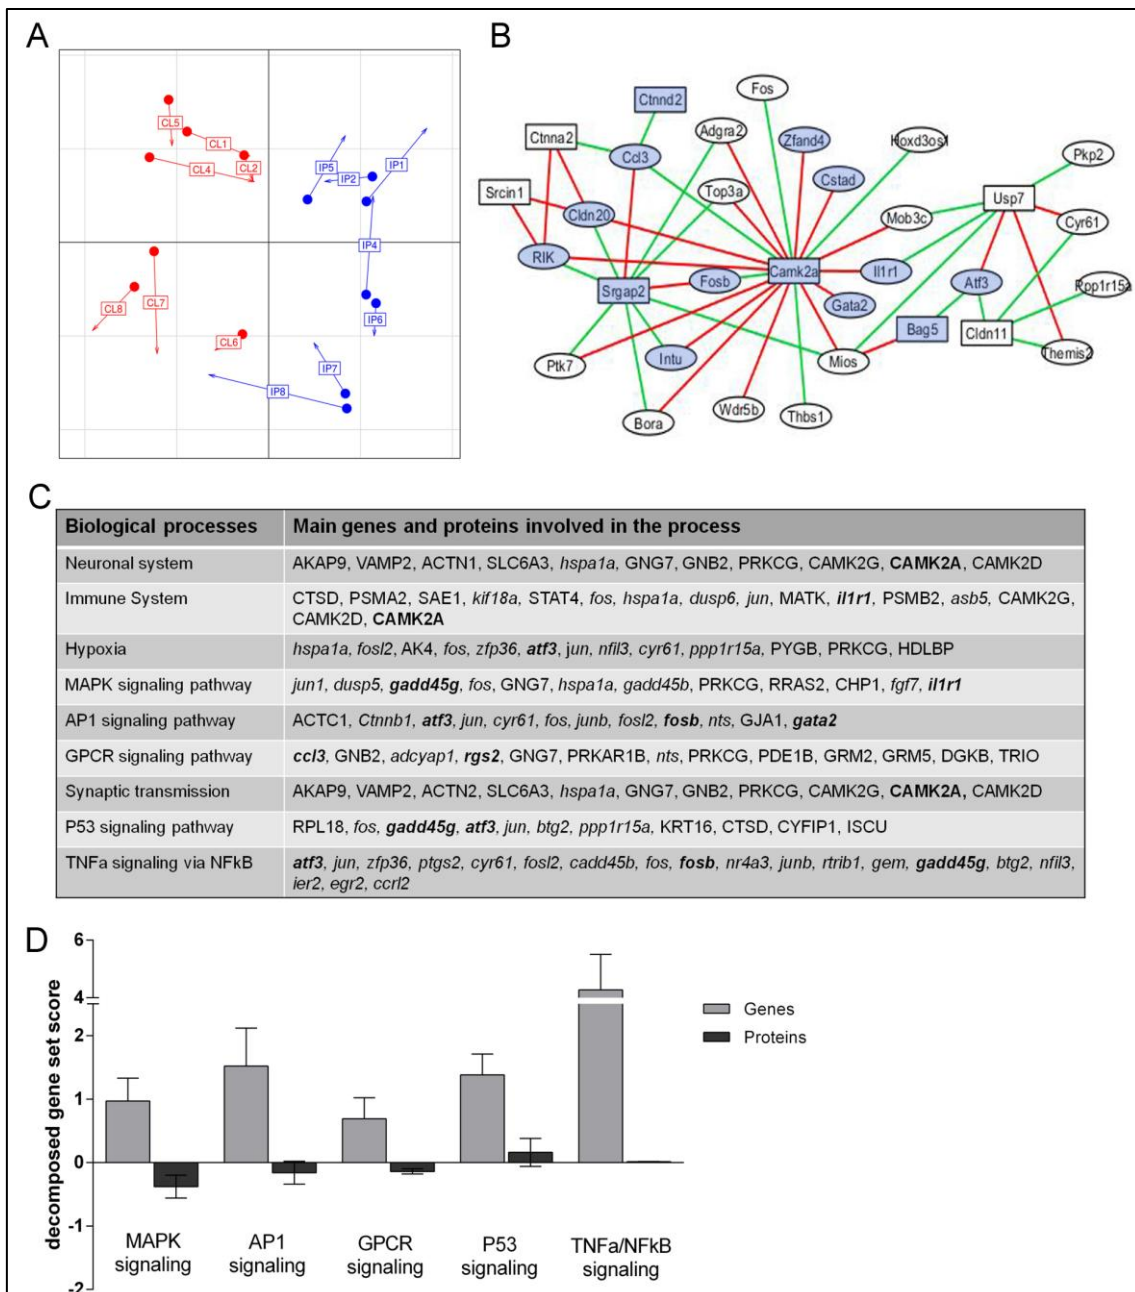 A
CL5
CL1
CL2
CL4
IP5
IP2
IP1
IP4
CL8
CL7
IP6
CL6
IP7
IP8
B
Fos
Ctnnd2
Adgra2
Zfand4
Hoxd3os1
Ctnna2
Ccl3
Pkp2
Cstad
Top3a
Srcin1
Usp7
Cldn20
Mob3c
Cyr61
RIK
Camk2a
Il1r1
Fosb
Atf3
Ppp1r15a
Srgap2
Gata2
Bag5
Cldn11
Ptk7
Intu
Mios
Themis2
Wdr5b
Thbs1
Bora
C
Biological processes Main genes and proteins involved in the process
Neuronal system AKAP9, VAMP2, ACTN1, SLC6A3, hspa1a, GNG7, GNB2, PRKCG, CAMK2G, CAMK2A, CAMK2D
Immune System CTSD, PSMA2, SAE1, kif18a, STAT4, fos, hspa1a, dusp6, jun, MATK, il1r1, PSMB2, asb5, CAMK2G,
CAMK2D, CAMK2A
Hypoxia hspa1a, fosl2, AK4, fos, zfp36, atf3, jun, nfil3, cyr61, ppp1r15a, PYGB, PRKCG, HDLBP
MAPK signaling pathway jun1, dusp5, gadd45g, fos, GNG7, hspa1a, gadd45b, PRKCG, RRAS2, CHP1, fgf7, il1r1
AP1 signaling pathway ACTC1, Ctnnb1, atf3, jun, cyr61, fos, junb, fosl2, fosb, nts, GJA1, gata2
GPCR signaling pathway ccl3, GNB2, adcyap1, rgs2, GNG7, PRKAR1B, nts, PRKCG, PDE1B, GRM2, GRM5, DGKB, TRIO
Synaptic transmission AKAP9, VAMP2, ACTN2, SLC6A3, hspa1a, GNG7, GNB2, PRKCG, CAMK2G, CAMK2A, CAMK2D
P53 signaling pathway RPL18, fos, gadd45g, atf3, jun, btg2, ppp1r15a, KRT16, CTSD, CYFIP1, ISCU
TNFa signaling via NFkB atf3, jun, zfp36, ptgs2, cyr61, fosl2, cadd45b, fos, fosb, nr4a3, junb, rtrib1, gem, gadd45g, btg2, nfil3,
ier2, egr2, ccrl2
D
decomposed gene set score
6
4
2
1
0
-1
-2
Genes
Proteins
MAPK
signaling
AP1
signaling
GPCR
signaling
P53
signaling
TNFa/NFkB
signaling